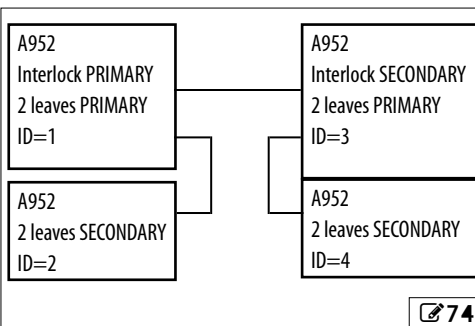 A952
Interlock PRIMARY
2 leaves PRIMARY
ID=1
A952
2 leaves SECONDARY
ID=2
A952
Interlock SECONDARY
2 leaves PRIMARY
ID=3
A952
2 leaves SECONDARY
ID=4
74